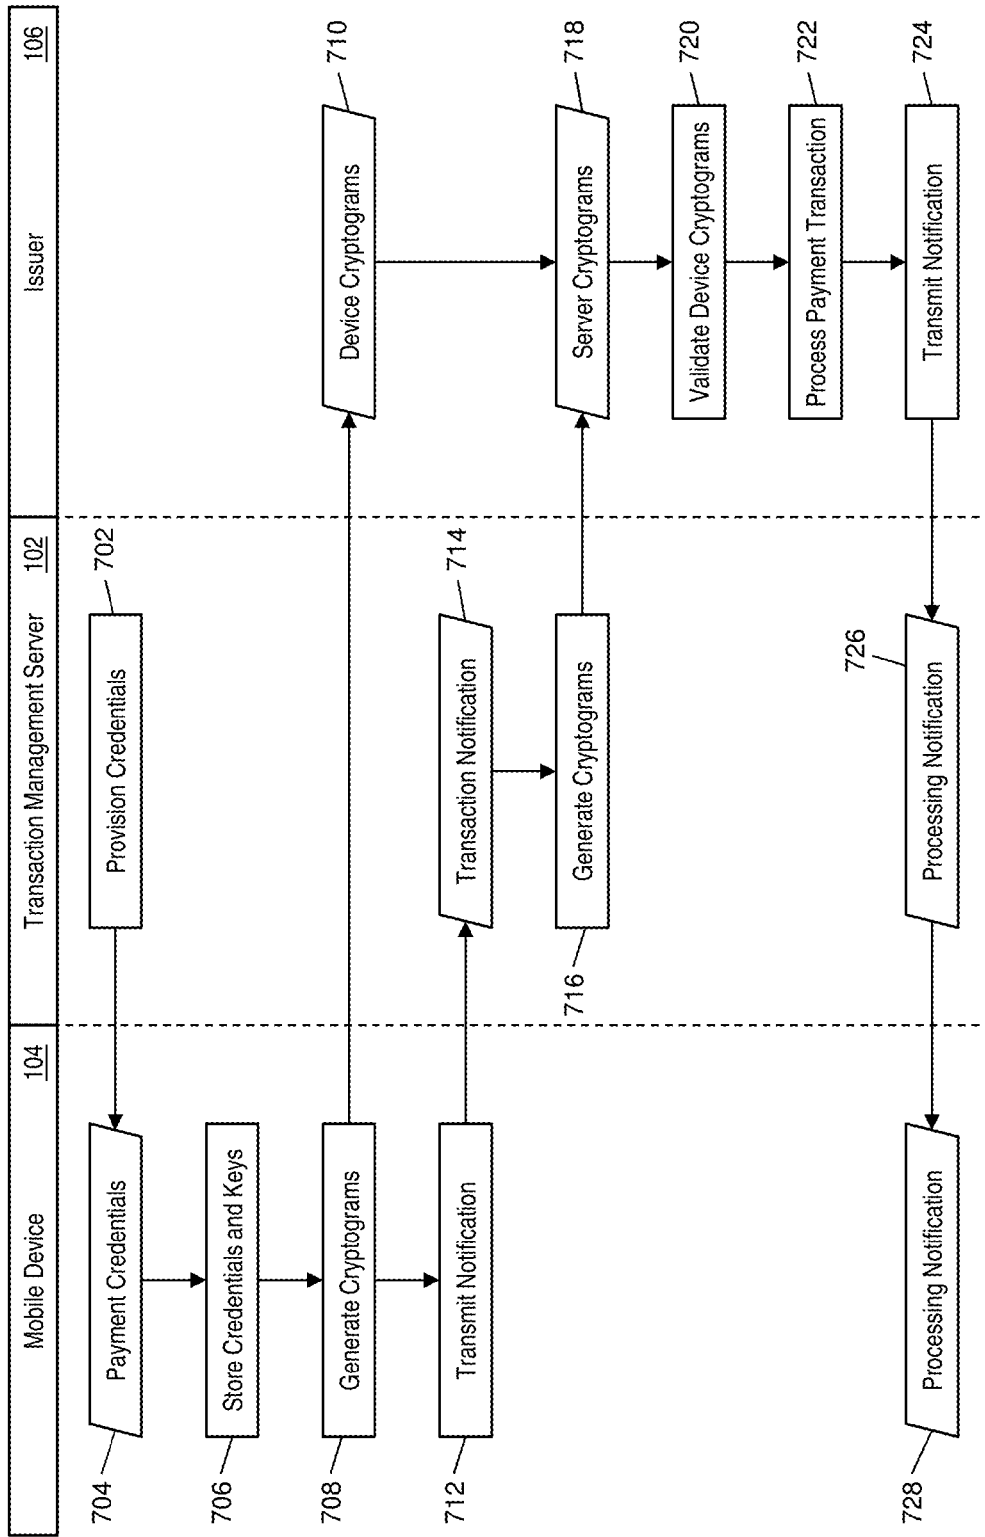 Mobile Device 104
Transaction Management Server 102
Issuer 106
Provision Credentials
702
Payment Credentials
704
Store Credentials and Keys
706
Generate Cryptograms
708
Device Cryptograms
710
Transmit Notification
712
Transaction Notification
714
Generate Cryptograms
716
Server Cryptograms
718
Validate Device Cryptograms
720
Process Payment Transaction
722
Transmit Notification
724
Processing Notification
726
Processing Notification
728